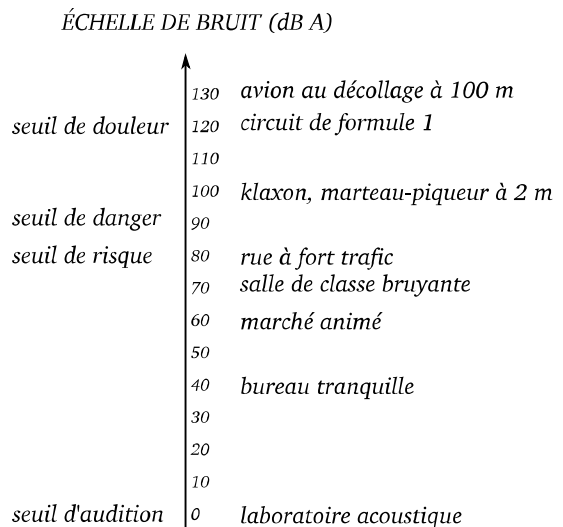 ÉCHELLE DE BRUIT (dB A)
130 avion au décollage à 100 m
seuil de douleur 120 circuit de formule 1
110
100 klaxon, marteau-piqueur à 2 m
seuil de danger 90
seuil de risque 80 rue à fort trafic
70 salle de classe bruyante
60 marché animé
50
40 bureau tranquille
30
20
10
seuil d'audition 0 laboratoire acoustique